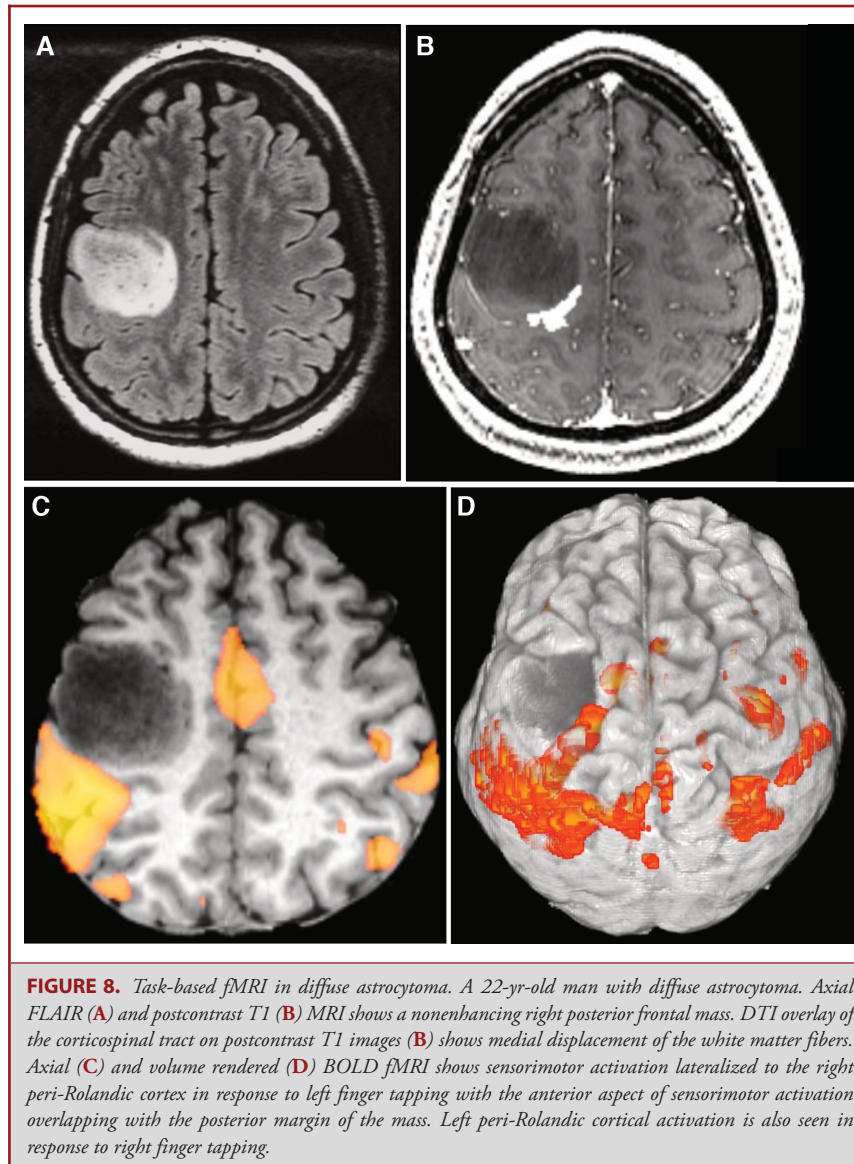 A
B
C
D
FIGURE 8. Task-based fMRI in diffuse astrocytoma. A 22-yr-old man with diffuse astrocytoma. Axial
FLAIR (A) and postcontrast T1 (B) MRI shows a nonenhancing right posterior frontal mass. DTI overlay of
the corticospinal tract on postcontrast T1 images (B) shows medial displacement of the white matter fibers.
Axial (C) and volume rendered (D) BOLD fMRI shows sensorimotor activation lateralized to the right
peri-Rolandic cortex in response to left finger tapping with the anterior aspect of sensorimotor activation
overlapping with the posterior margin of the mass. Left peri-Rolandic cortical activation is also seen in
response to right finger tapping.